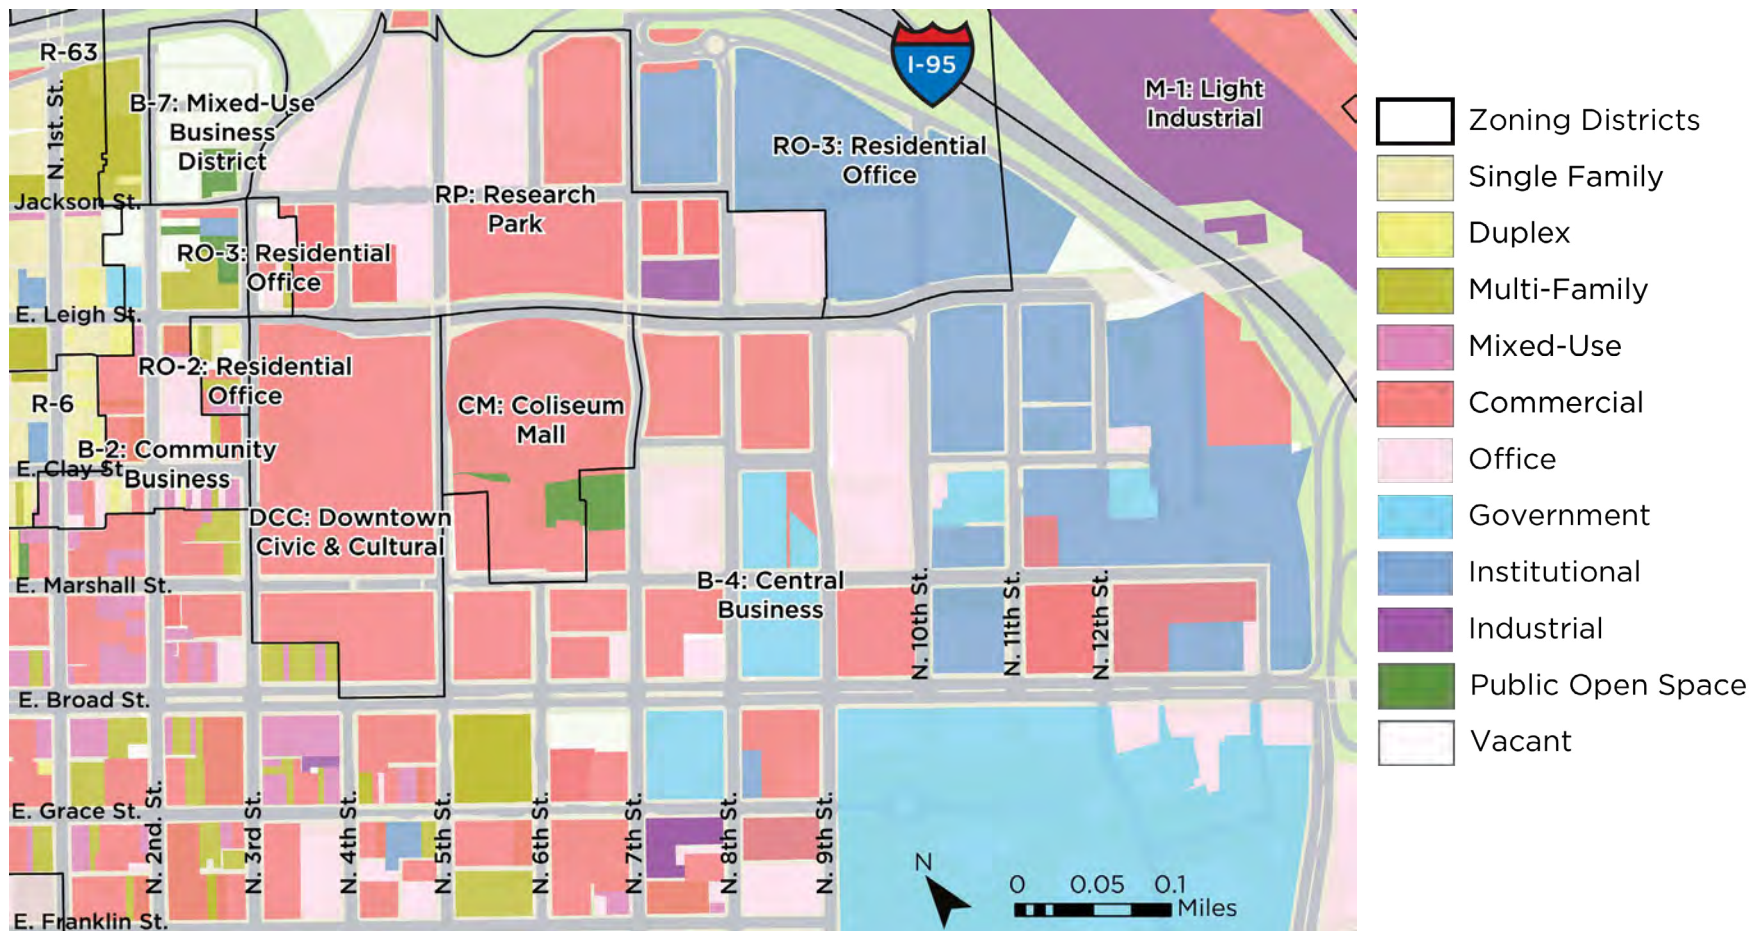 R-63
N. 1st. St.
B-7: Mixed-Use
Business
District
I-95
M-1: Light
Industrial
RO-3: Residential
Office
Jackson St.
RP: Research
Park
RO-3: Residential
Office
E. Leigh St.
RO-2: Residential
Office
R-6
CM: Coliseum
Mall
B-2: Community
Business
E. Clay St.
DCC: Downtown
Civic & Cultural
E. Marshall St.
B-4: Central
Business
N. 10th St.
N. 11th St.
N. 12th St.
E. Broad St.
E. Grace St.
N. 2nd. St.
N. 3rd St.
N. 4th St.
N. 5th St.
N. 6th St.
N. 7th St.
N. 8th St.
N. 9th St.
E. Franklin St.
N
0 0.05 0.1
Miles
Zoning Districts
Single Family
Duplex
Multi-Family
Mixed-Use
Commercial
Office
Government
Institutional
Industrial
Public Open Space
Vacant